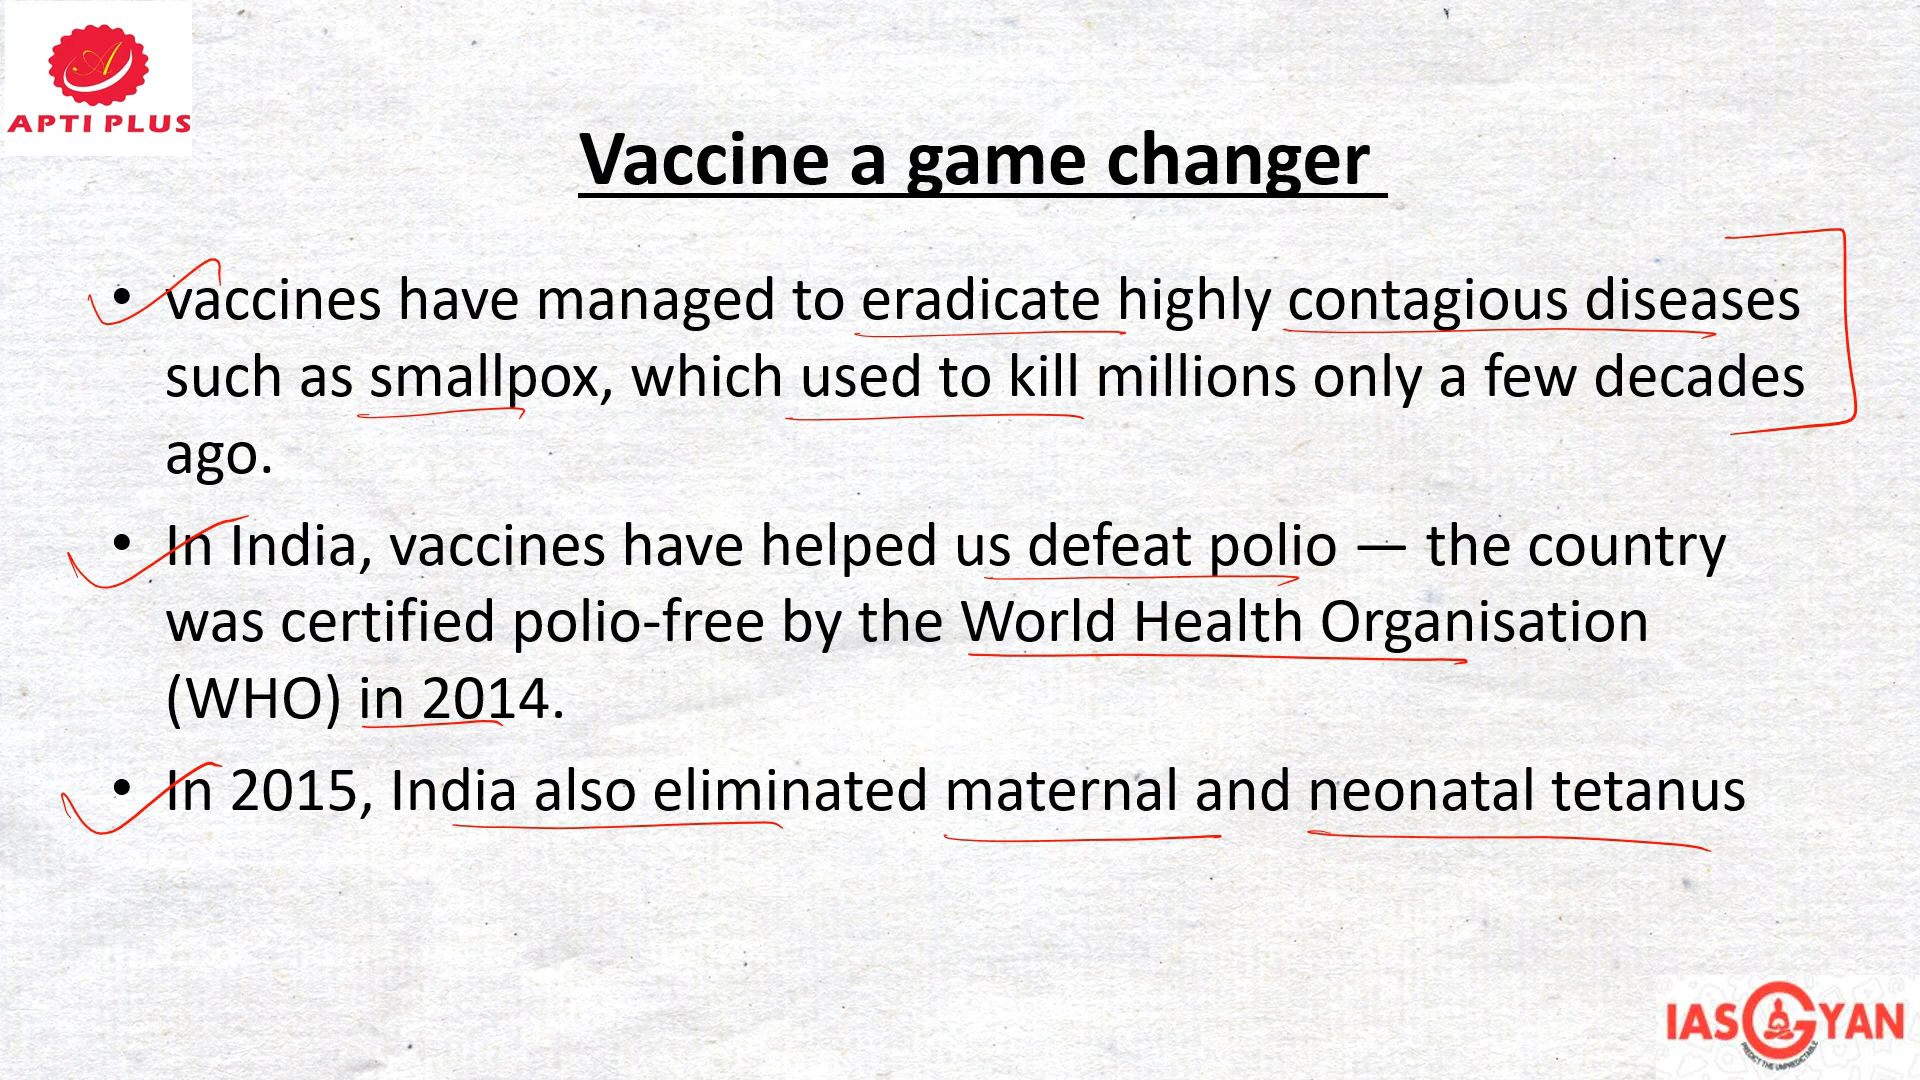 A
APTI PLUS
Vaccine a game changer
• vaccines have managed to eradicate highly contagious diseases
such as smallpox, which used to kill millions only a few decades
ago.
• In India, vaccines have helped us defeat polio — the country
was certified polio-free by the World Health Organisation
(WHO) in 2014.
• In 2015, India also eliminated maternal and neonatal tetanus
IAS GYAN
PREDICT THE UNPREDICTABLE